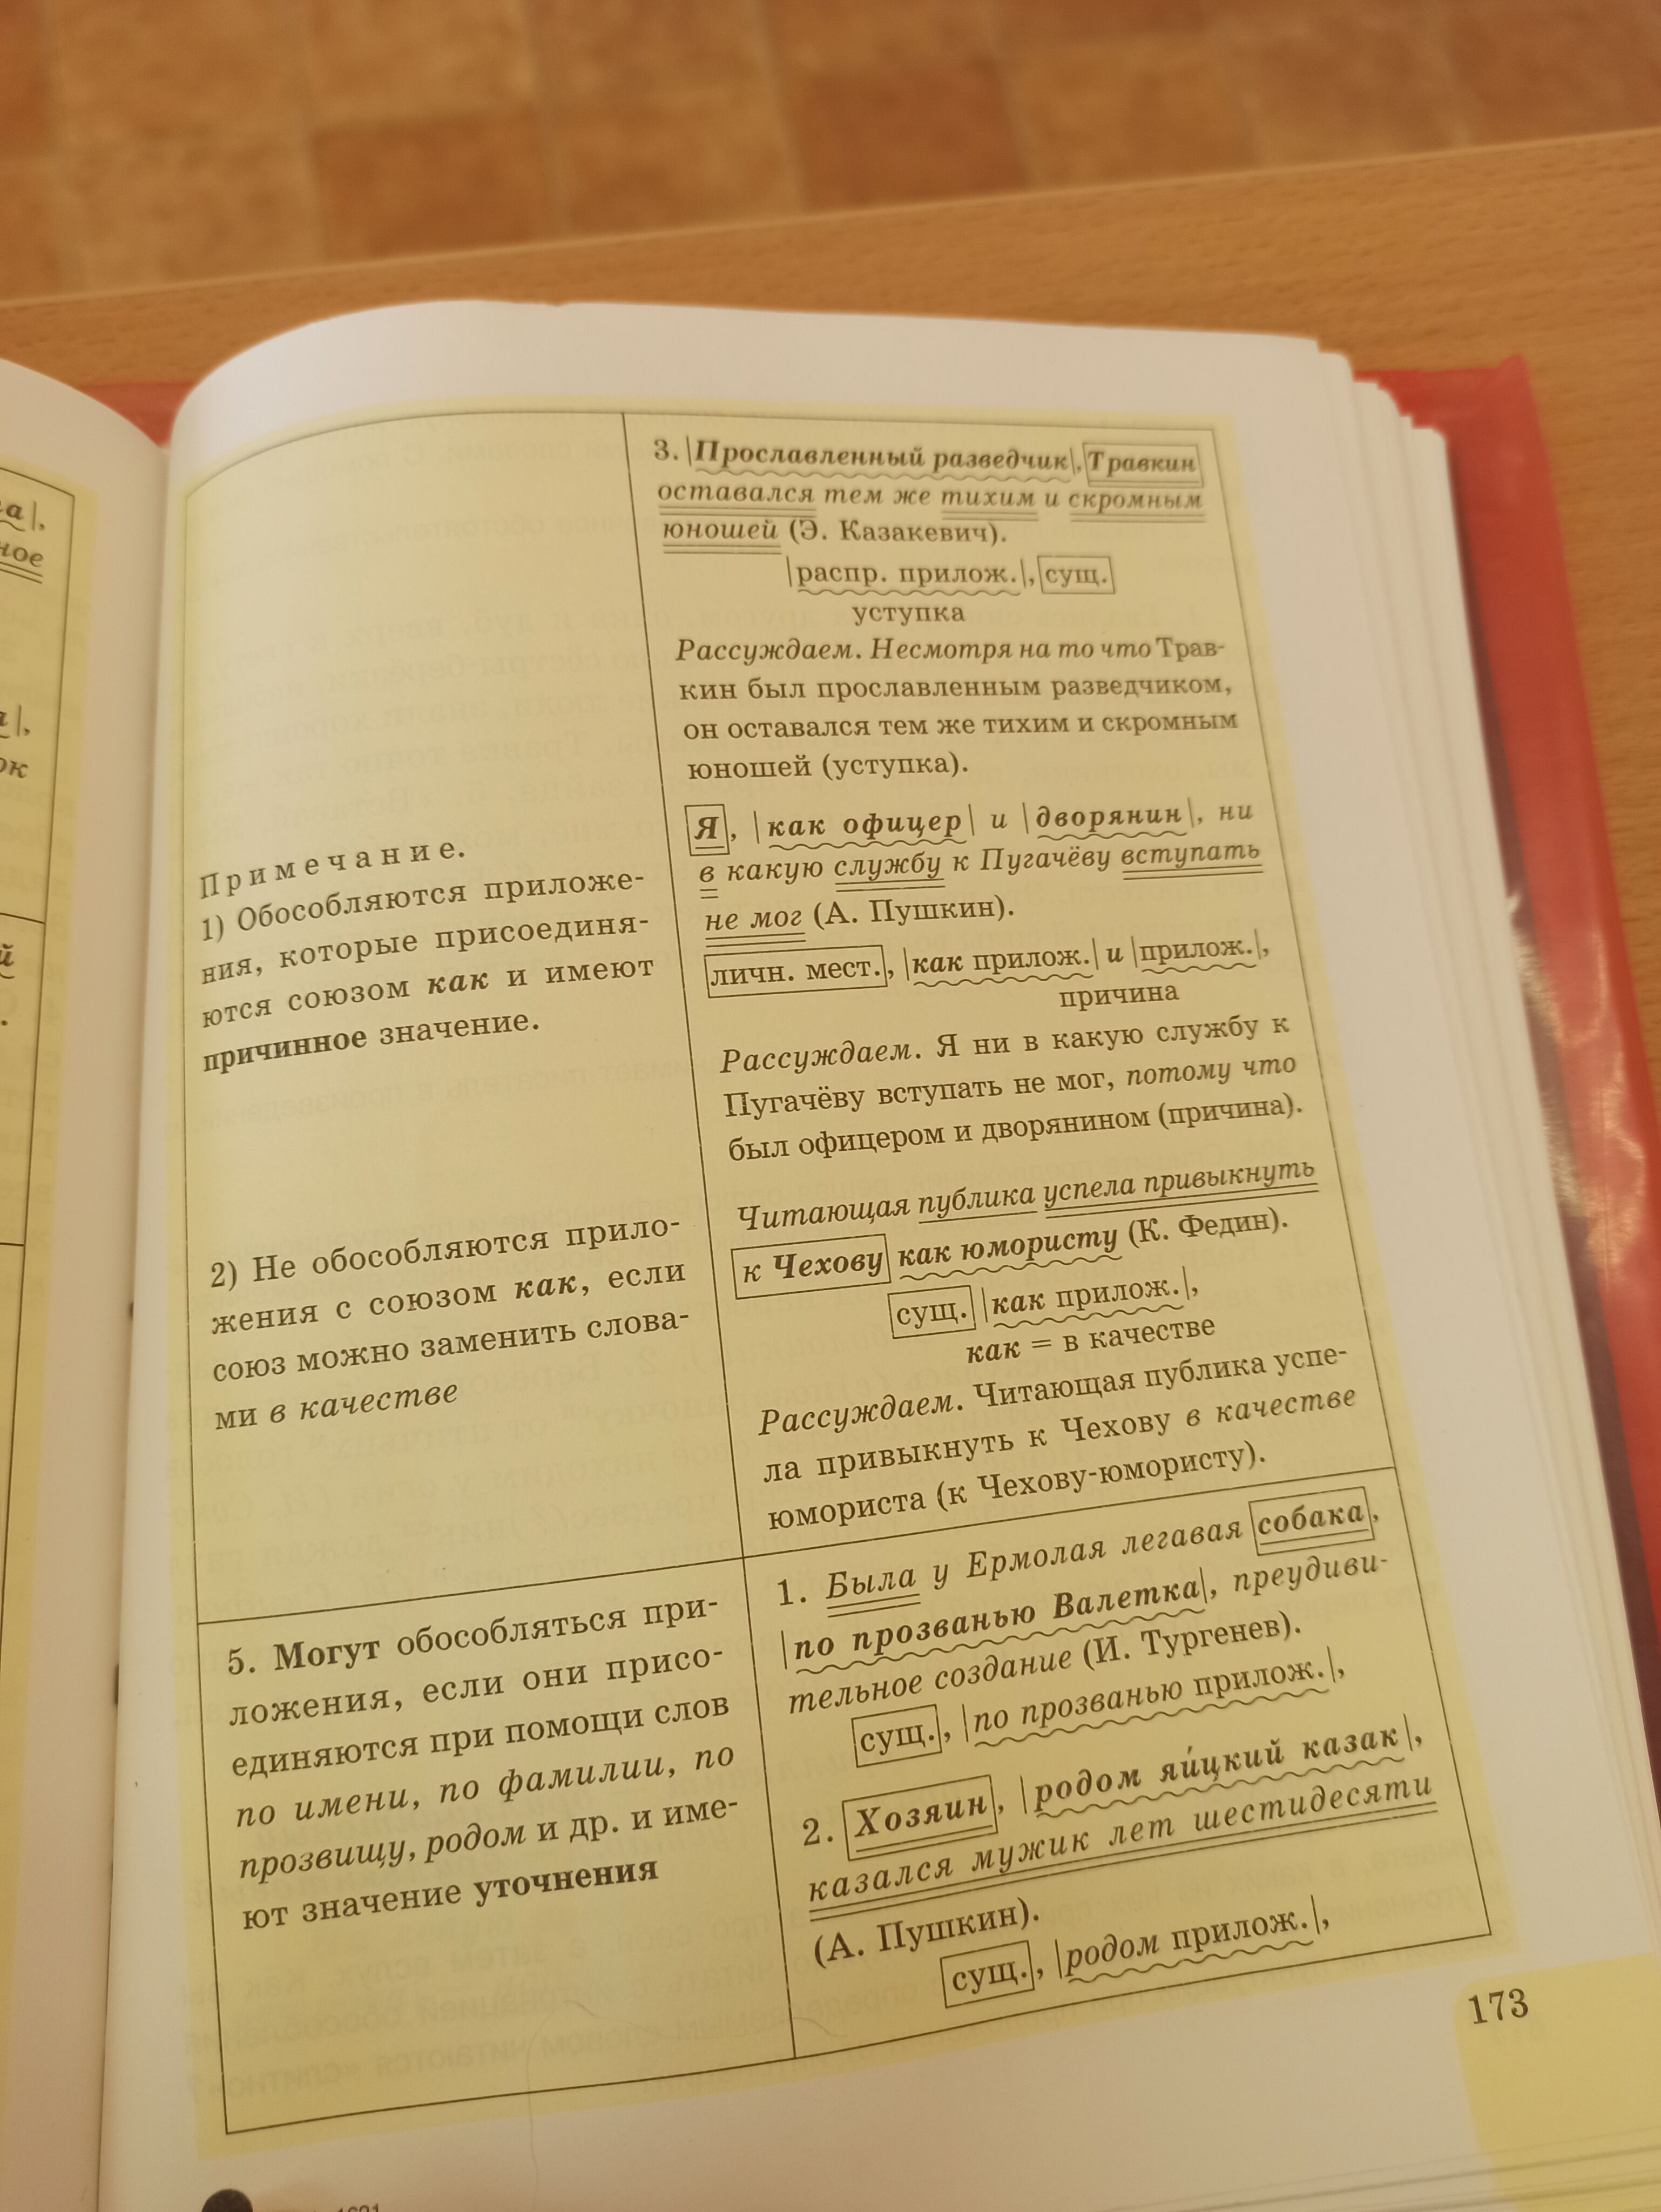 а,
ное
,
ок
й
.
3. Прославленный разведчик, Травкин
оставался тем же тихим и скромным
юношей (Э. Казакевич).
распр. прилож., сущ.
уступка
Рассуждаем. Несмотря на то что Трав-
кин был прославленным разведчиком,
он оставался тем же тихим и скромным
юношей (уступка).
Примечание.
1) Обособляются приложе-
ния, которые присоединя-
ются союзом как и имеют
причинное значение.
Я, |как офицер| и |дворянин|, ни
в какую службу к Пугачёву вступать
не мог (А. Пушкин).
личн. мест., |как прилож.| и |прилож.|,
причина
Рассуждаем. Я ни в какую службу к
Пугачёву вступать не мог, потому что
был офицером и дворянином (причина).
2) Не обособляются прило-
жения с союзом как, если
союз можно заменить слова-
ми в качестве
Читающая публика успела привыкнуть
к Чехову как юмористу (К. Федин).
сущ. |как прилож.|,
как = в качестве
Рассуждаем. Читающая публика успе-
ла привыкнуть к Чехову в качестве
юмориста (к Чехову-юмористу).
5. Могут обособляться при-
ложения, если они присо-
единяются при помощи слов
по имени, по фамилии, по
прозвищу, родом и др. и име-
ют значение уточнения
1. Была у Ермолая легавая собака,
|по прозванью Валетка|, преудиви-
тельное создание (И. Тургенев).
сущ., |по прозванью прилож.|,
2. Хозяин, |родом яи́цкий казак|,
казался мужик лет шестидесяти
(А. Пушкин).
сущ., |родом прилож.|,
173